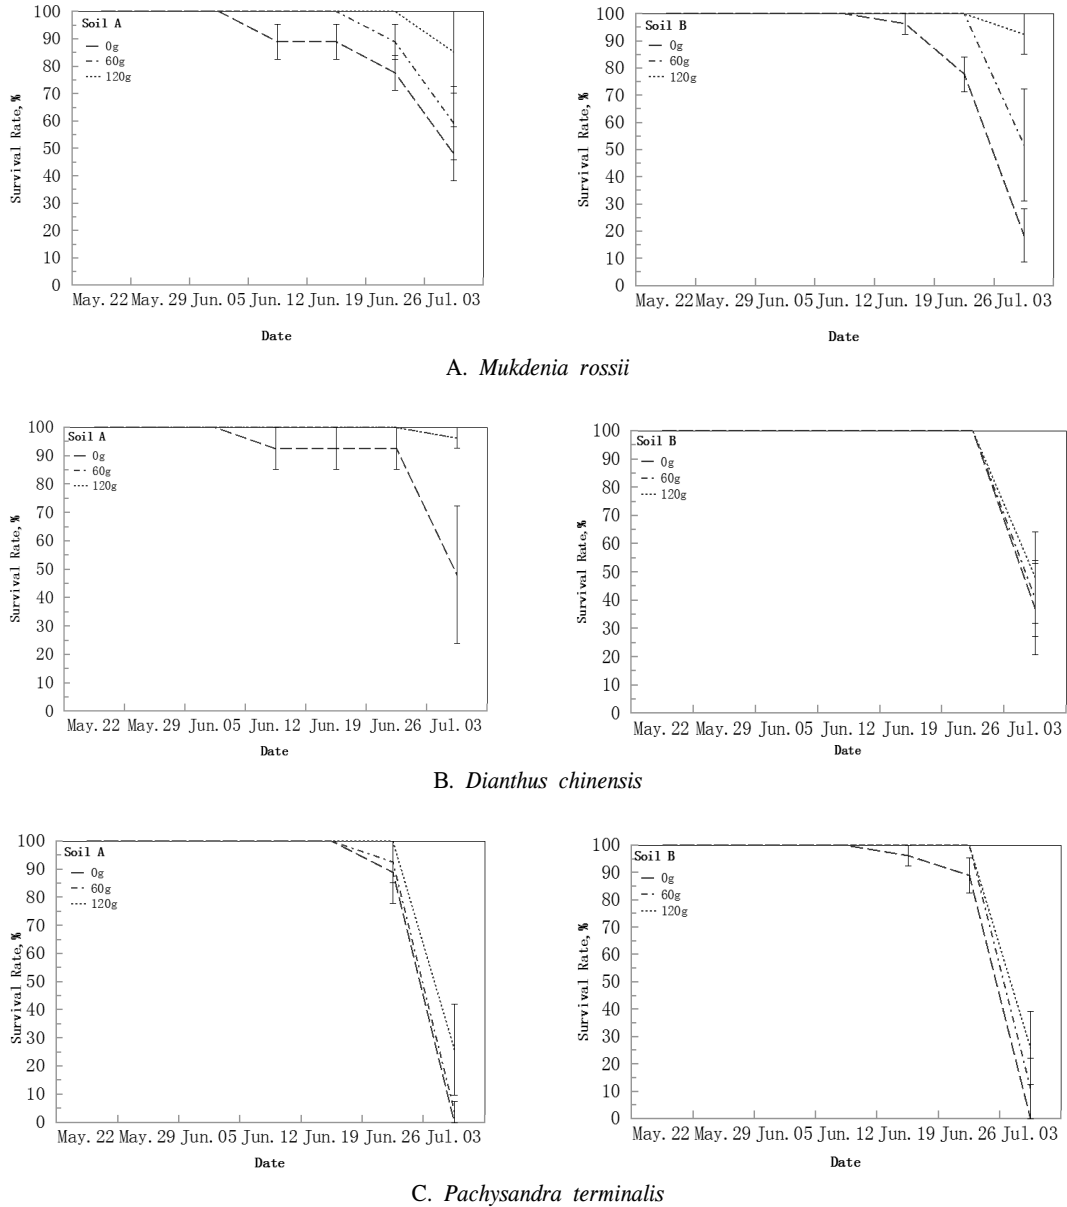 Soil A
0g
60g
120g
Survival Rate,%
100
90
80
70
60
50
40
30
20
10
0
May.22 May.29 Jun.05 Jun.12 Jun.19 Jun.26 Jul.03
Date
Soil B
0g
60g
120g
Survival Rate,%
100
90
80
70
60
50
40
30
20
10
0
May.22 May.29 Jun.05 Jun.12 Jun.19 Jun.26 Jul.03
Date
A. Mukdenia rossii
Soil A
0g
60g
120g
Survival Rate,%
100
90
80
70
60
50
40
30
20
10
0
May.22 May.29 Jun.05 Jun.12 Jun.19 Jun.26 Jul.03
Date
Soil B
0g
60g
120g
Survival Rate,%
100
90
80
70
60
50
40
30
20
10
0
May.22 May.29 Jun.05 Jun.12 Jun.19 Jun.26 Jul.03
Date
B. Dianthus chinensis
Soil A
0g
60g
120g
Survival Rate,%
100
90
80
70
60
50
40
30
20
10
0
May.22 May.29 Jun.05 Jun.12 Jun.19 Jun.26 Jul.03
Date
Soil B
0g
60g
120g
Survival Rate,%
100
90
80
70
60
50
40
30
20
10
0
May.22 May.29 Jun.05 Jun.12 Jun.19 Jun.26 Jul.03
Date
C. Pachysandra terminalis